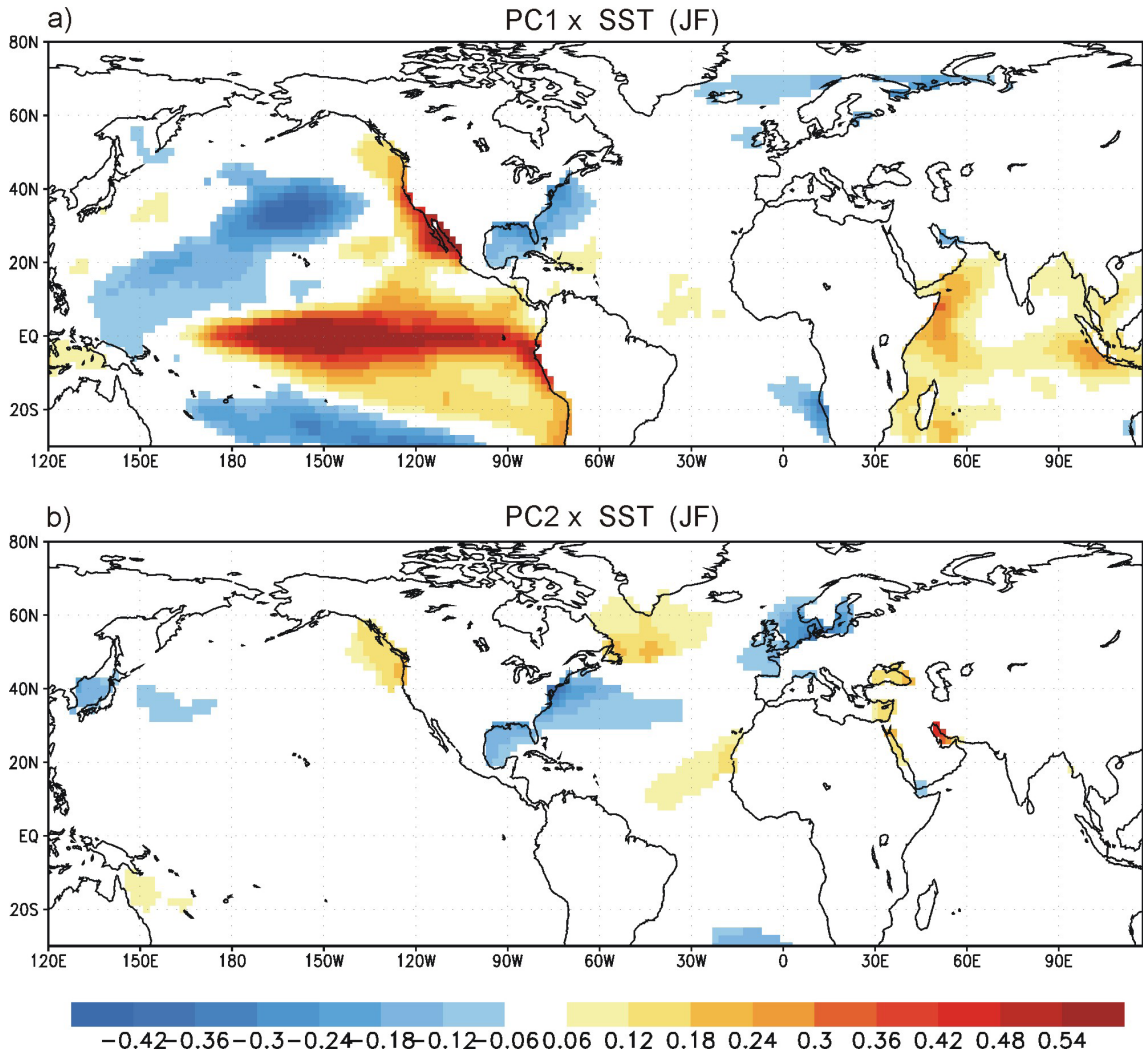 a) PC1 x SST (JF)
80N
60N
40N
20N
EQ
20S
120E 150E 180 150W 120W 90W 60W 30W 0 30E 60E 90E
b) PC2 x SST (JF)
80N
60N
40N
20N
EQ
20S
120E 150E 180 150W 120W 90W 60W 30W 0 30E 60E 90E
-0.42 -0.36 -0.3 -0.24 -0.18 -0.12 -0.06 0.06 0.12 0.18 0.24 0.3 0.36 0.42 0.48 0.54